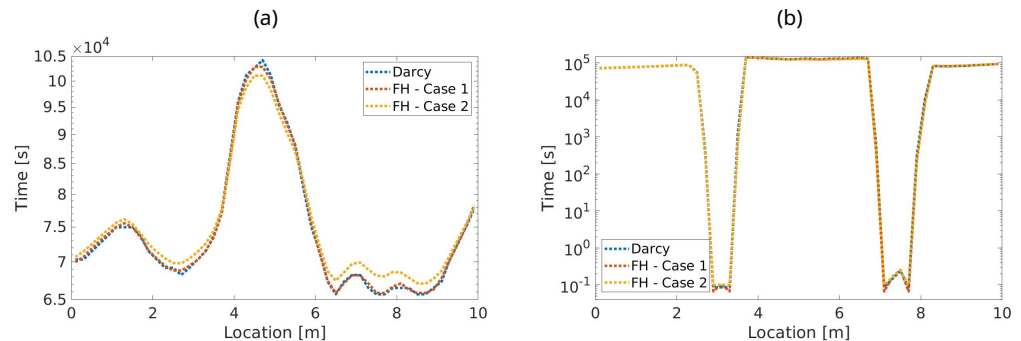 (a)
×10⁴
10.5
10
9.5
9
8.5
8
7.5
7
6.5
Time [s]
0 2 4 6 8 10
Location [m]
Darcy
FH - Case 1
FH - Case 2
(b)
10⁵
10⁴
10³
10²
10¹
10⁰
10⁻¹
Time [s]
0 2 4 6 8 10
Location [m]
Darcy
FH - Case 1
FH - Case 2